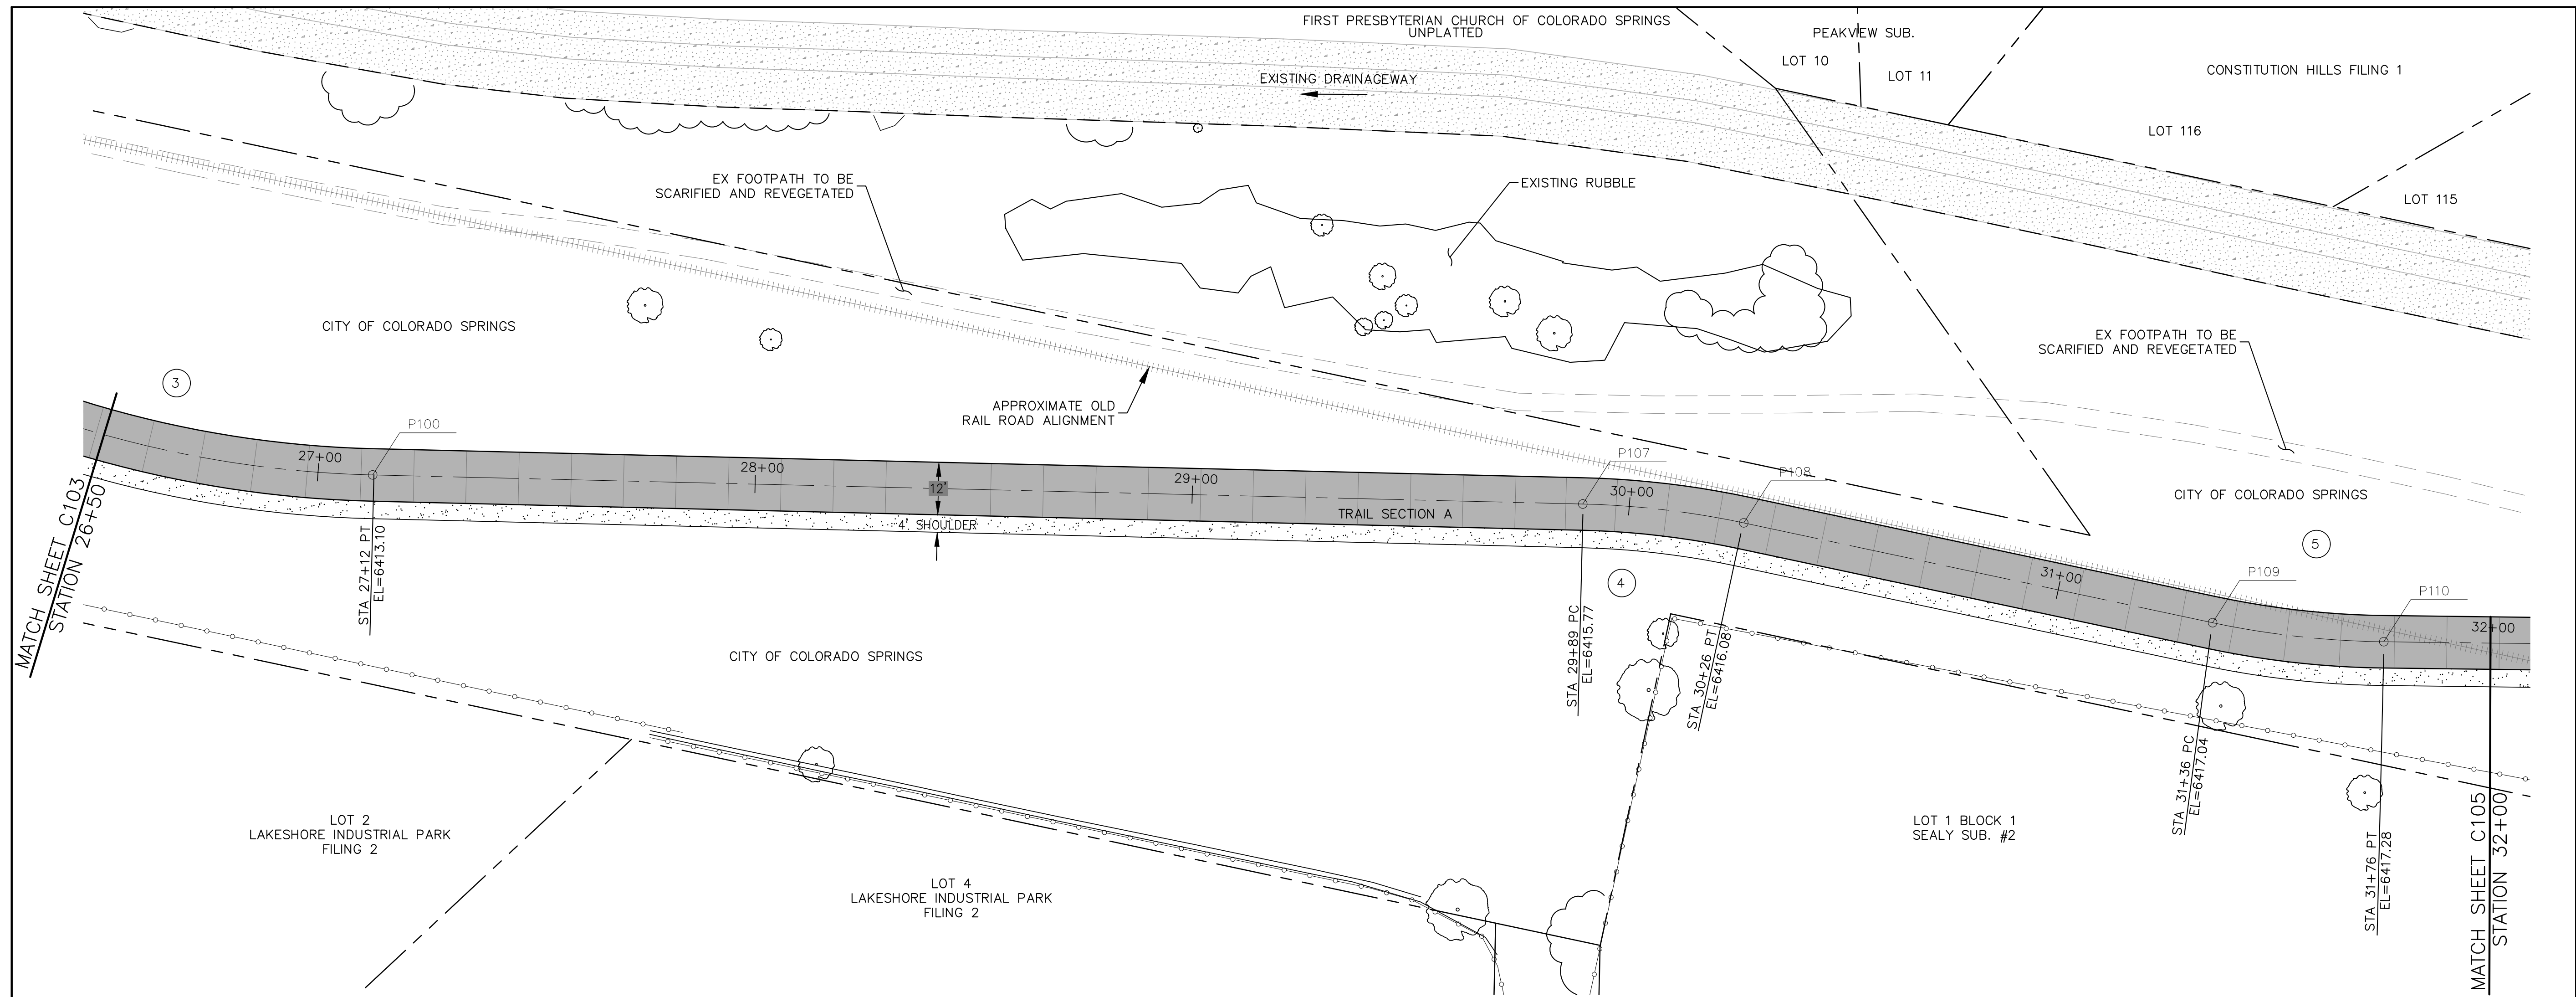 FIRST PRESBYTERIAN CHURCH OF COLORADO SPRINGS
UNPLATTED
PEAKVIEW SUB.
LOT 10
LOT 11
CONSTITUTION HILLS FILING 1
EXISTING DRAINAGEWAY
LOT 116
LOT 115
EX FOOTPATH TO BE
SCARIFIED AND REVEGETATED
EXISTING RUBBLE
CITY OF COLORADO SPRINGS
EX FOOTPATH TO BE
SCARIFIED AND REVEGETATED
3
APPROXIMATE OLD
RAIL ROAD ALIGNMENT
P100
P107
P108
CITY OF COLORADO SPRINGS
27+00
28+00
29+00
30+00
12'
TRAIL SECTION A
4' SHOULDER
5
MATCH SHEET C103
STATION 26+50
STA 27+12 PT
EL=6413.10
4
31+00
P109
P110
32+00
CITY OF COLORADO SPRINGS
STA 29+89 PC
EL=6415.77
STA 30+26 PT
EL=6416.08
STA 31+36 PC
EL=6417.04
STA 31+76 PT
EL=6417.28
MATCH SHEET C105
STATION 32+00
LOT 2
LAKESHORE INDUSTRIAL PARK
FILING 2
LOT 1 BLOCK 1
SEALY SUB. #2
LOT 4
LAKESHORE INDUSTRIAL PARK
FILING 2